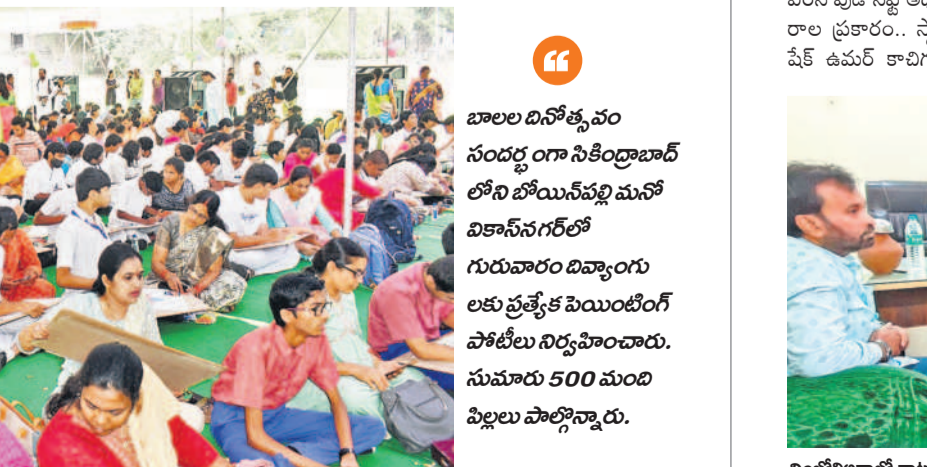 బాలల దినోత్సవం
సందర్భంగా సికింద్రాబాద్
లోని బోయిన్‌పల్లి మనో
వికాస్‌నగర్‌లో
గురువారం దివ్యాంగు
లకు ప్రత్యేక పెయింటింగ్
పోటీలు నిర్వహించారు.
సుమారు 500 మంది
పిల్లలు పాల్గొన్నారు.
రాల ప్రకారం..
షేక్ ఉమర్